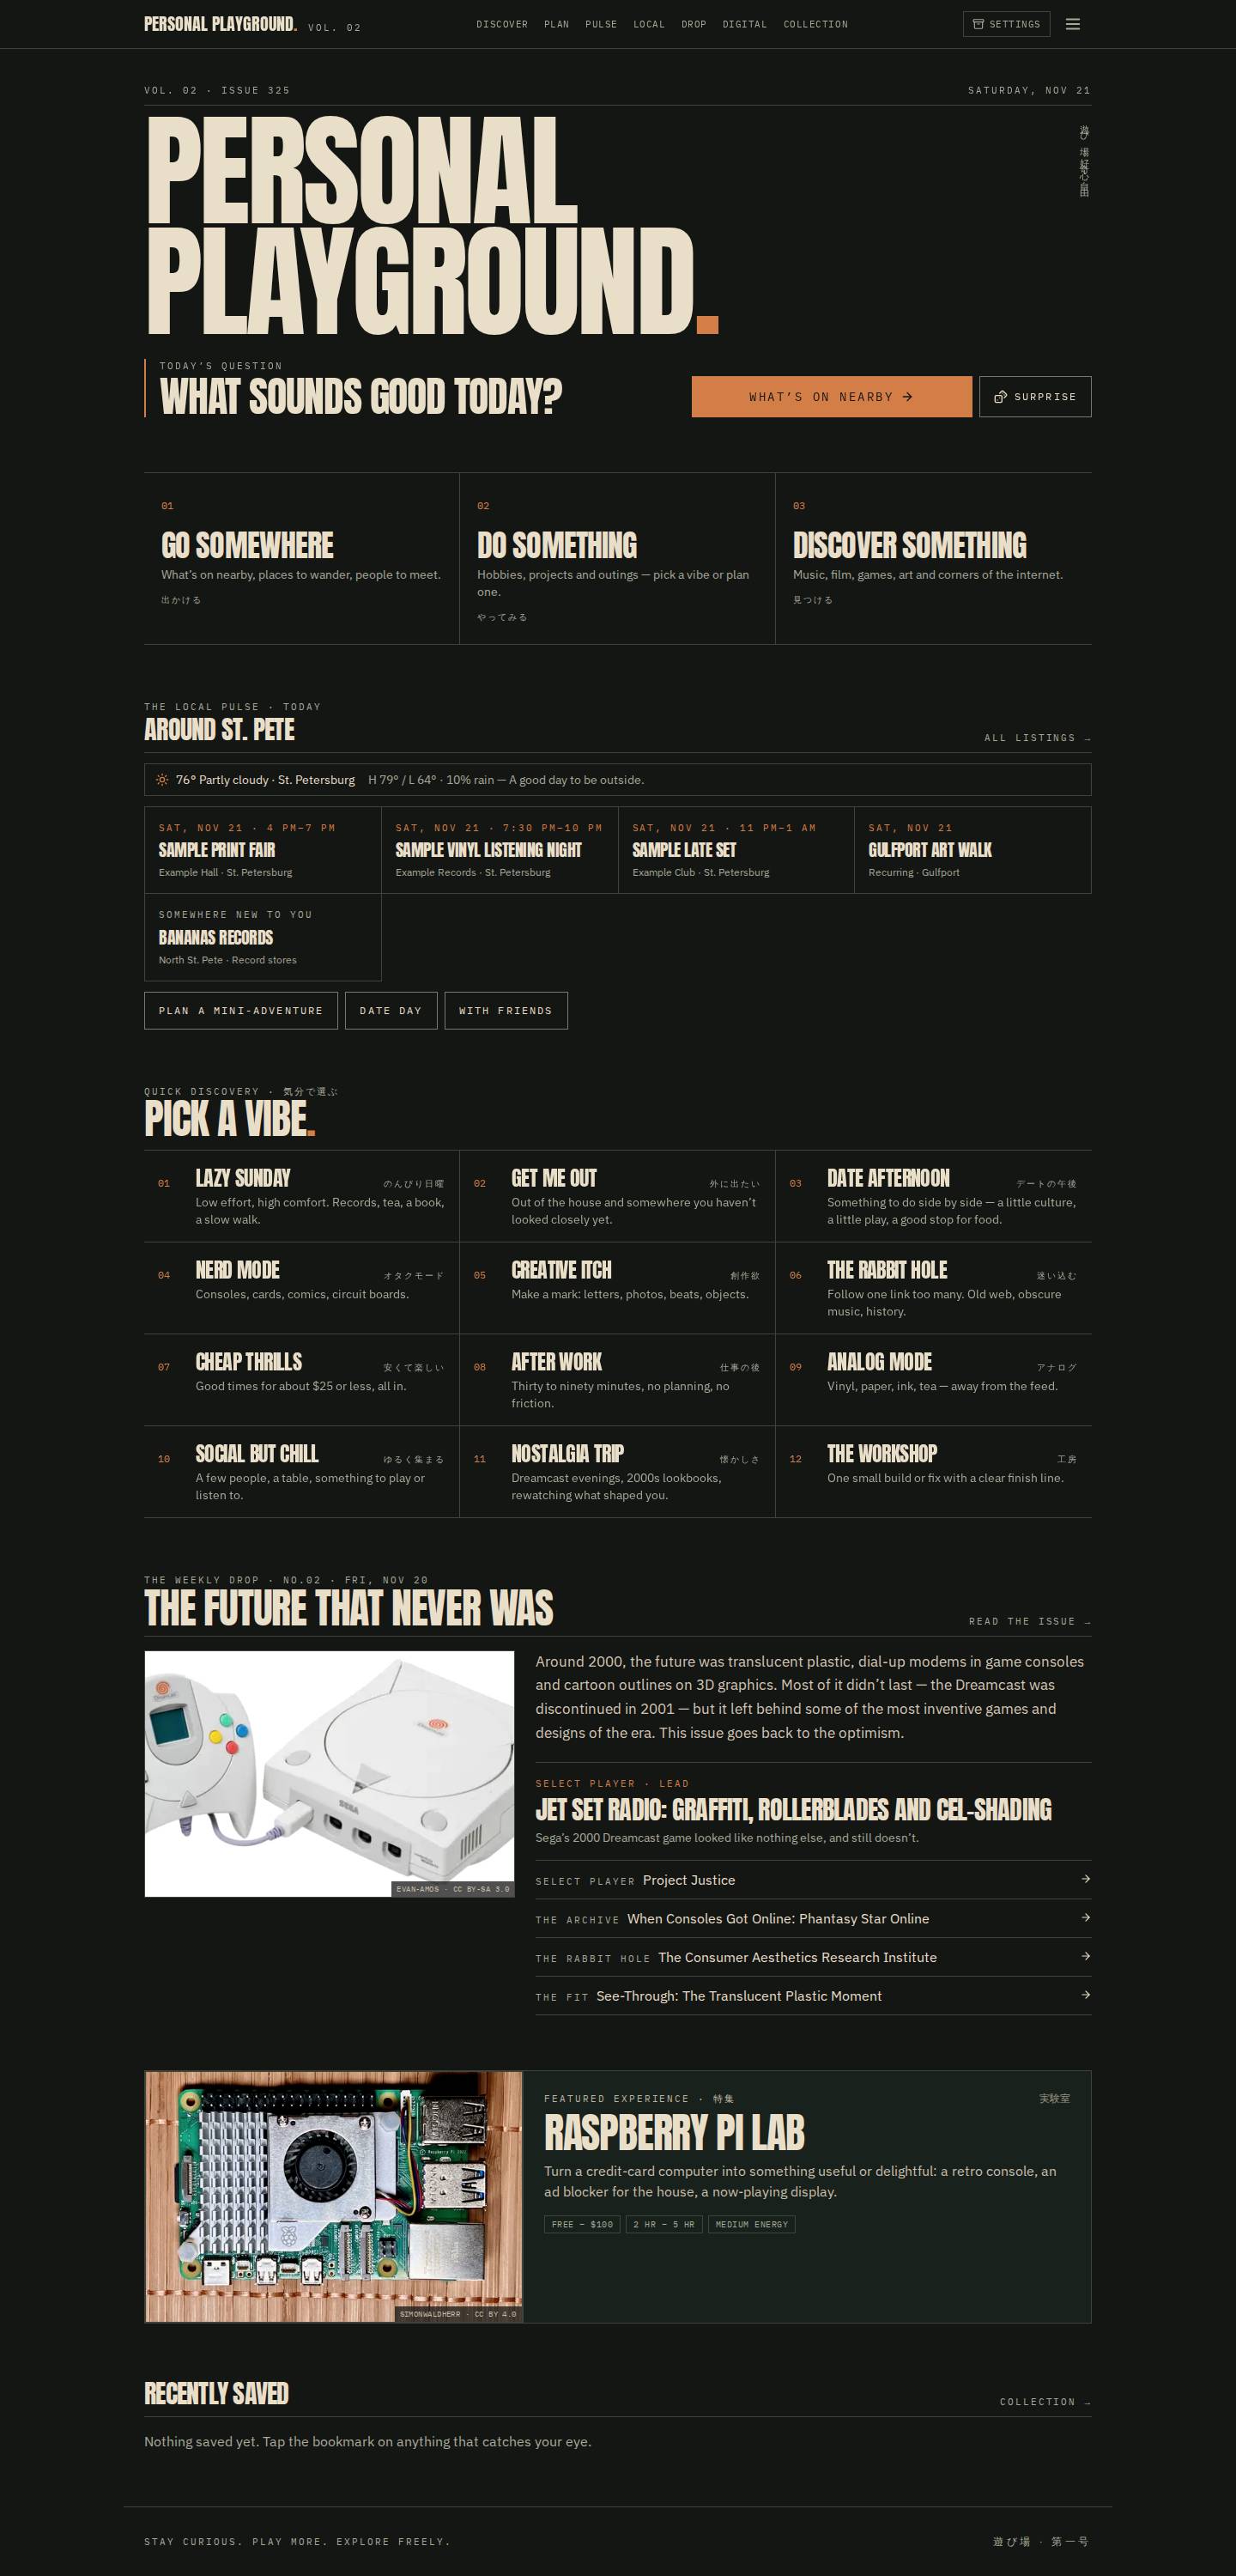 PERSONAL PLAYGROUND. VOL. 02
DISCOVER PLAN PULSE LOCAL DROP DIGITAL COLLECTION
SETTINGS
VOL. 02 · ISSUE 325
SATURDAY, NOV 21
遊び場 好奇心 自由
PERSONAL
PLAYGROUND.
TODAY’S QUESTION
WHAT SOUNDS GOOD TODAY?
WHAT’S ON NEARBY →
SURPRISE
01
GO SOMEWHERE
What’s on nearby, places to wander, people to meet.
出かける
02
DO SOMETHING
Hobbies, projects and outings — pick a vibe or plan
one.
やってみる
03
DISCOVER SOMETHING
Music, film, games, art and corners of the internet.
見つける
THE LOCAL PULSE · TODAY
AROUND ST. PETE
ALL LISTINGS →
76° Partly cloudy · St. Petersburg H 79° / L 64° · 10% rain — A good day to be outside.
SAT, NOV 21 · 4 PM–7 PM
SAMPLE PRINT FAIR
Example Hall · St. Petersburg
SAT, NOV 21 · 7:30 PM–10 PM
SAMPLE VINYL LISTENING NIGHT
Example Records · St. Petersburg
SAT, NOV 21 · 11 PM–1 AM
SAMPLE LATE SET
Example Club · St. Petersburg
SAT, NOV 21
GULFPORT ART WALK
Recurring · Gulfport
SOMEWHERE NEW TO YOU
BANANAS RECORDS
North St. Pete · Record stores
PLAN A MINI-ADVENTURE
DATE DAY
WITH FRIENDS
QUICK DISCOVERY · 気分で選ぶ
PICK A VIBE.
01 LAZY SUNDAY のんびり日曜
Low effort, high comfort. Records, tea, a book,
a slow walk.
02 GET ME OUT 外に出たい
Out of the house and somewhere you haven’t
looked closely yet.
03 DATE AFTERNOON デートの午後
Something to do side by side — a little culture,
a little play, a good stop for food.
04 NERD MODE オタクモード
Consoles, cards, comics, circuit boards.
05 CREATIVE ITCH 創作欲
Make a mark: letters, photos, beats, objects.
06 THE RABBIT HOLE 迷い込む
Follow one link too many. Old web, obscure
music, history.
07 CHEAP THRILLS 安くて楽しい
Good times for about $25 or less, all in.
08 AFTER WORK 仕事の後
Thirty to ninety minutes, no planning, no
friction.
09 ANALOG MODE アナログ
Vinyl, paper, ink, tea — away from the feed.
10 SOCIAL BUT CHILL ゆるく集まる
A few people, a table, something to play or
listen to.
11 NOSTALGIA TRIP 懐かしさ
Dreamcast evenings, 2000s lookbooks,
rewatching what shaped you.
12 THE WORKSHOP 工房
One small build or fix with a clear finish line.
THE WEEKLY DROP · NO.02 · FRI, NOV 20
THE FUTURE THAT NEVER WAS
READ THE ISSUE →
SEGA
EVAN-AMOS · CC BY-SA 3.0
Around 2000, the future was translucent plastic, dial-up modems in game consoles
and cartoon outlines on 3D graphics. Most of it didn’t last — the Dreamcast was
discontinued in 2001 — but it left behind some of the most inventive games and
designs of the era. This issue goes back to the optimism.
SELECT PLAYER · LEAD
JET SET RADIO: GRAFFITI, ROLLERBLADES AND CEL-SHADING
Sega’s 2000 Dreamcast game looked like nothing else, and still doesn’t.
SELECT PLAYER Project Justice →
THE ARCHIVE When Consoles Got Online: Phantasy Star Online →
THE RABBIT HOLE The Consumer Aesthetics Research Institute →
THE FIT See-Through: The Translucent Plastic Moment →
SIMONWALDHERR · CC BY 4.0
FEATURED EXPERIENCE · 特集
実験室
RASPBERRY PI LAB
Turn a credit-card computer into something useful or delightful: a retro console, an
ad blocker for the house, a now-playing display.
FREE – $100
2 HR – 5 HR
MEDIUM ENERGY
RECENTLY SAVED
COLLECTION →
Nothing saved yet. Tap the bookmark on anything that catches your eye.
STAY CURIOUS. PLAY MORE. EXPLORE FREELY.
遊び場 · 第一号